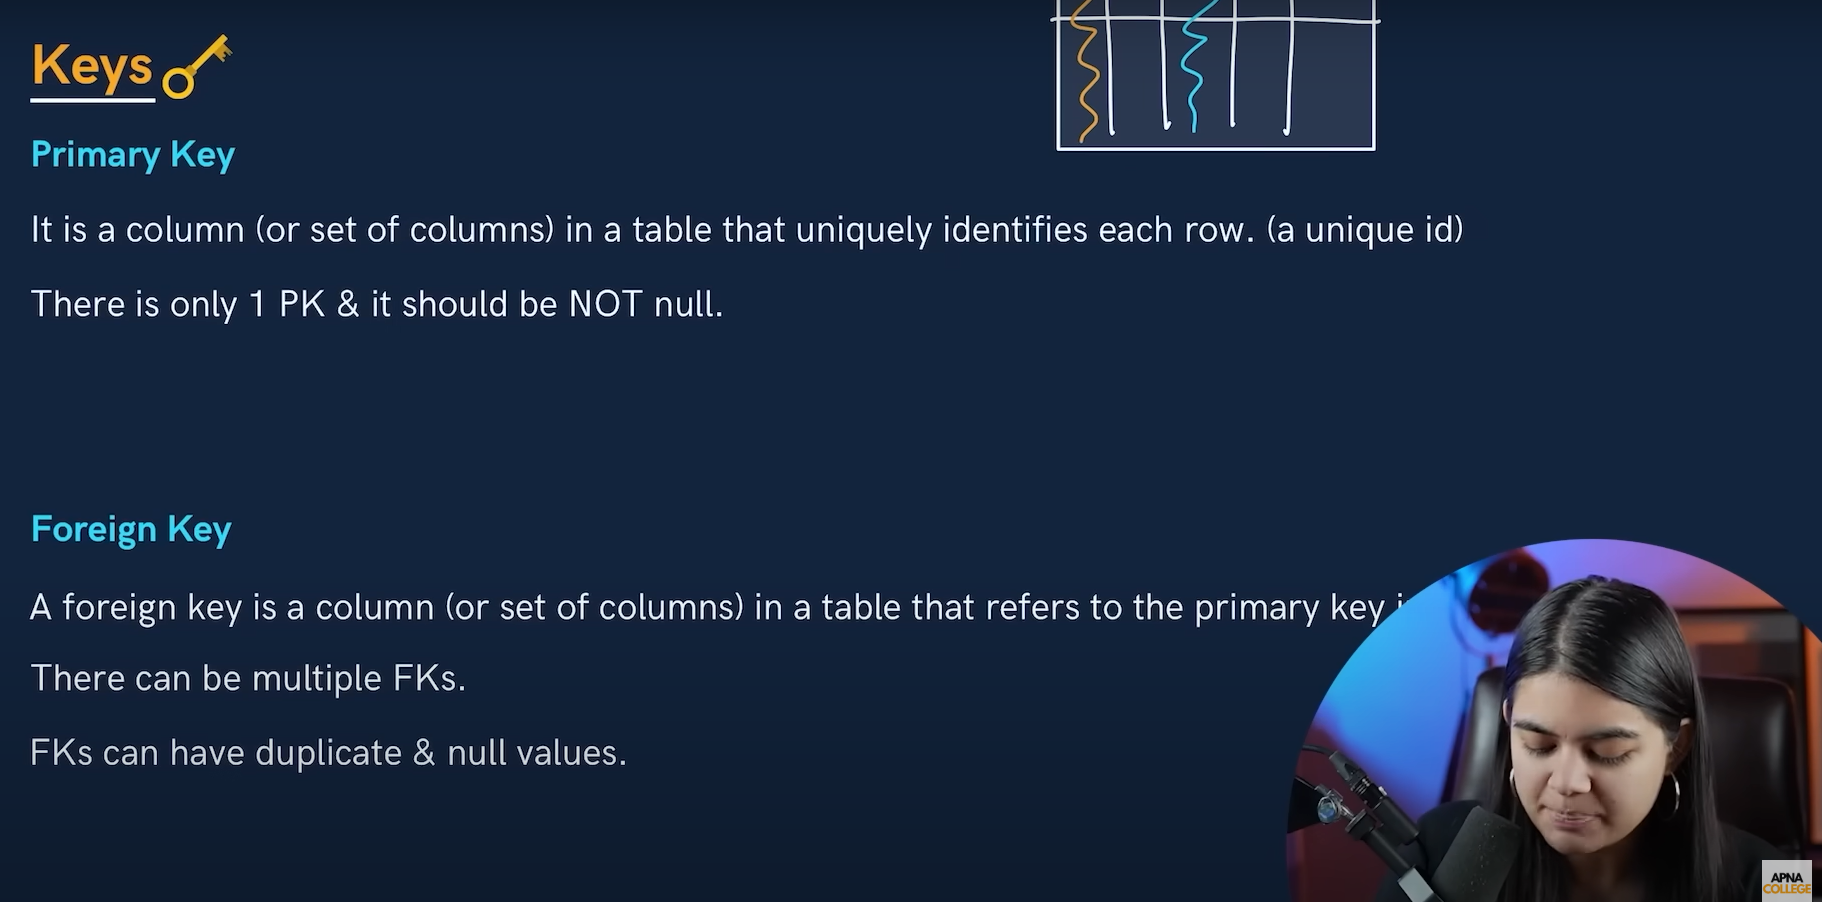 Keys
Primary Key
It is a column (or set of columns) in a table that uniquely identifies each row. (a unique id)
There is only 1 PK & it should be NOT null.
Foreign Key
A foreign key is a column (or set of columns) in a table that refers to the primary key
There can be multiple FKs.
FKs can have duplicate & null values.
APNA
COLLEGE